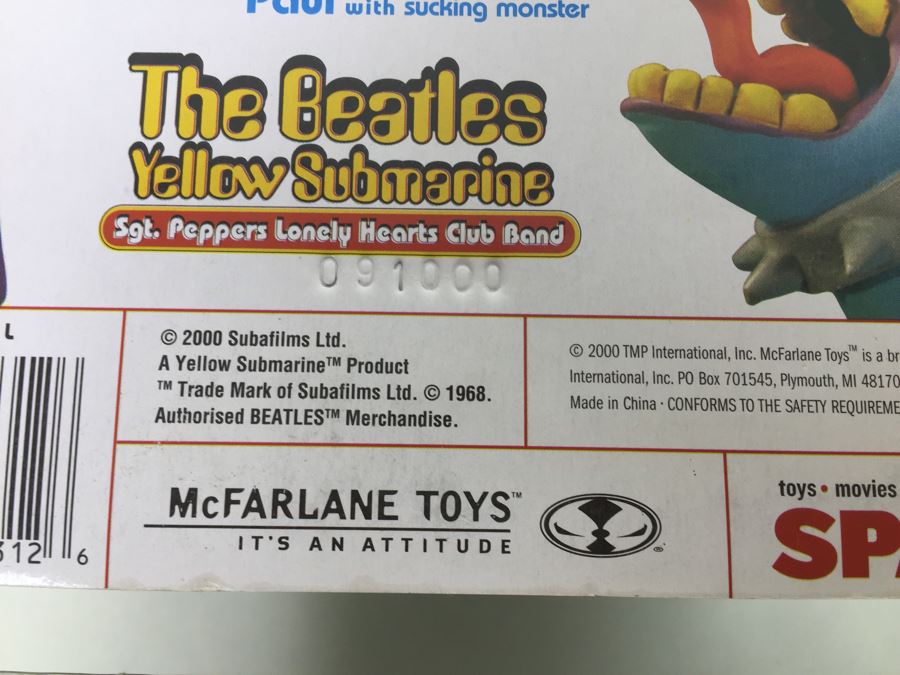 Paul with sucking monster
The Beatles
Yellow Submarine
Sgt. Peppers Lonely Hearts Club Band
091000
L
© 2000 Subafilms Ltd.
A Yellow Submarine™ Product
™ Trade Mark of Subafilms Ltd. © 1968.
Authorised BEATLES™ Merchandise.
© 2000 TMP International, Inc. McFarlane Toys™ is a
International, Inc. PO Box 701545, Plymouth, MI 48170
Made in China · CONFORMS TO THE SAFETY
312 6
McFARLANE TOYS™
IT'S AN ATTITUDE
®
toys • movies